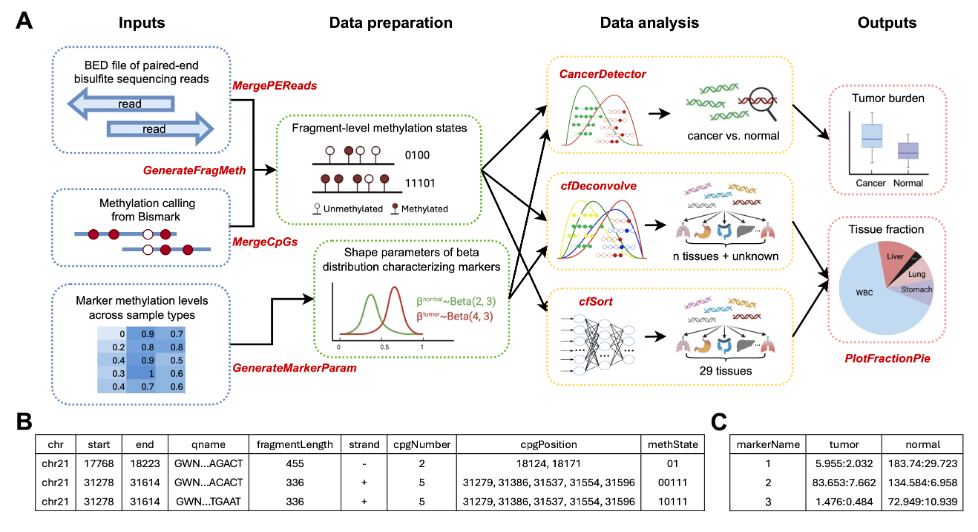 A
Inputs
Data preparation
Data analysis
Outputs
BED file of paired-end
bisulfite sequencing reads
read
read
MergePEReads
GenerateFragMeth
Methylation calling
from Bismark
MergeCpGs
Marker methylation levels
across sample types
0 0.9 0.7
0.2 0.8 0.8
0.4 0.9 0.5
0.3 1 0.6
0.4 0.7 0.6
GenerateMarkerParam
Fragment-level methylation states
0100
11101
Unmethylated Methylated
Shape parameters of beta
distribution characterizing markers
βnormal~Beta(2, 3)
βtumor~Beta(4, 3)
0 0.5 1
CancerDetector
cancer vs. normal
cfDeconvolve
...
n tissues + unknown
cfSort
...
29 tissues
Tumor burden
Cancer Normal
Tissue fraction
Liver
...
Lung
Stomach
WBC
PlotFractionPie
B
chr start end qname fragmentLength strand cpgNumber cpgPosition methState
chr21 17768 18223 GWN...AGACT 455 - 2 18124, 18171 01
chr21 31278 31614 GWN...ACACT 336 + 5 31279, 31386, 31537, 31554, 31596 00111
chr21 31278 31614 GWN...TGAAT 336 + 5 31279, 31386, 31537, 31554, 31596 10111
C
markerName tumor normal
1 5.955:2.032 183.74:29.723
2 83.653:7.662 134.584:6.958
3 1.476:0.484 72.949:10.939